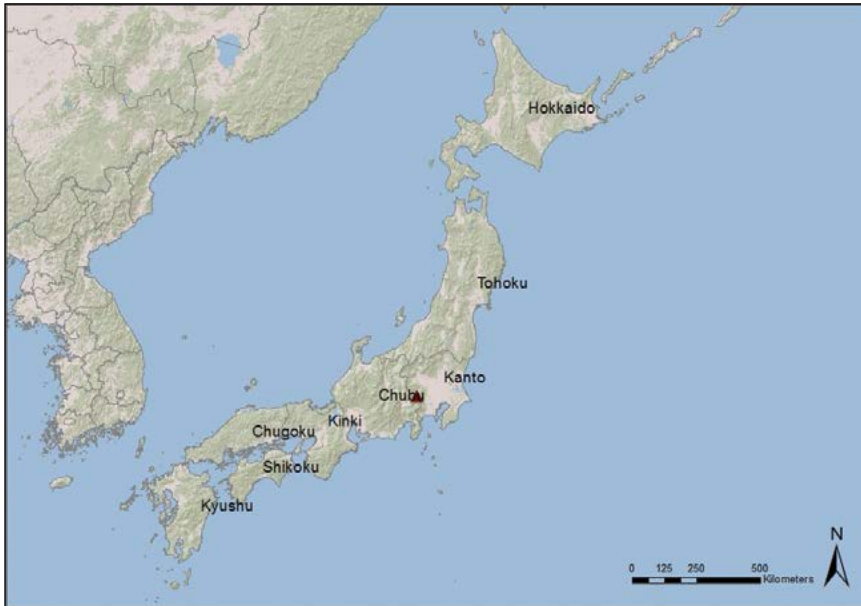 Hokkaido
Tohoku
Kanto
Chubu
Kinki
Chugoku
Shikoku
Kyushu
N
0 125 250 500
Kilometers